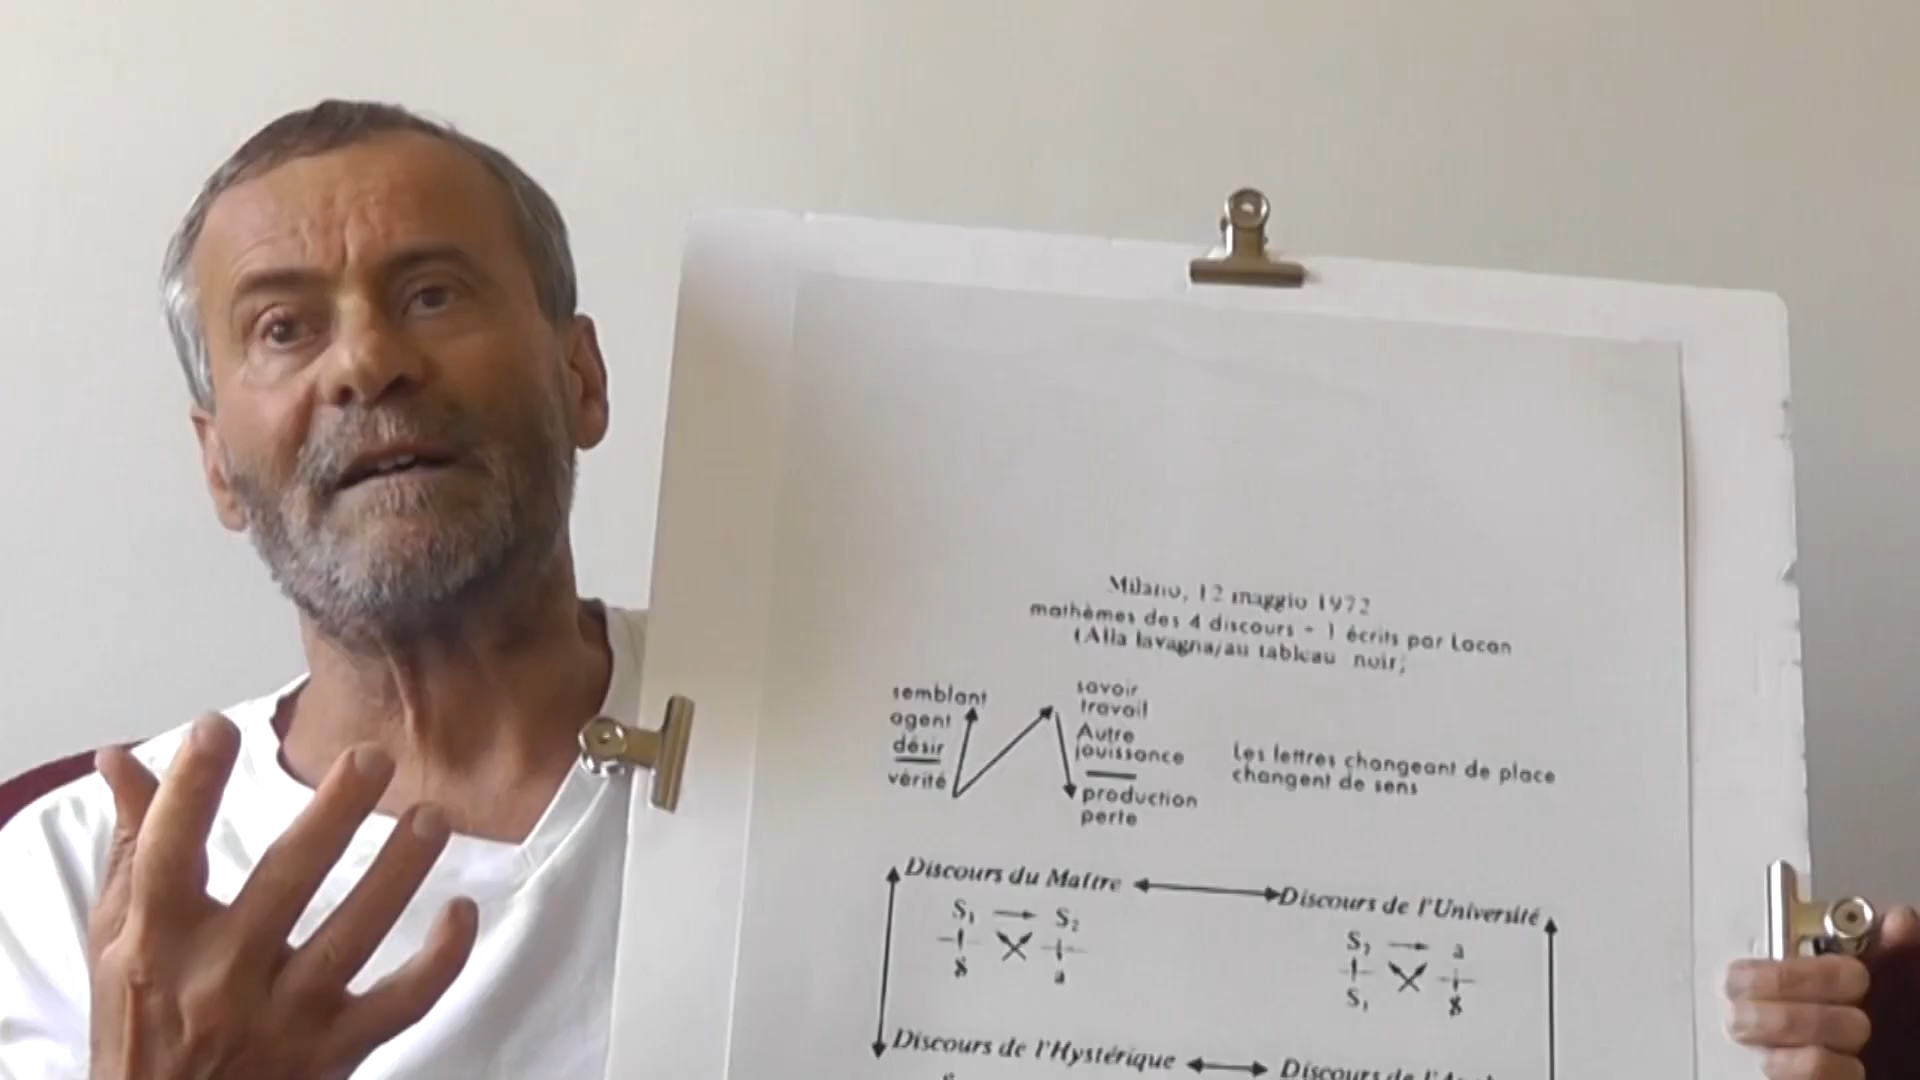 Milano, 12 maggio 1972
mathèmes des 4 discours + 1 écrits par Lacan
(Alla lavagna/au tableau noir)
semblant
agent
désir
vérité
savoir
travail
Autre
jouissance
production
perte
Les lettres changeant de place
changent de sens
Discours du Maître
Discours de l'Université
S₁ → S₂
$ a
S₂ → a
S₁ $
Discours de l'Hystérique
Discours de